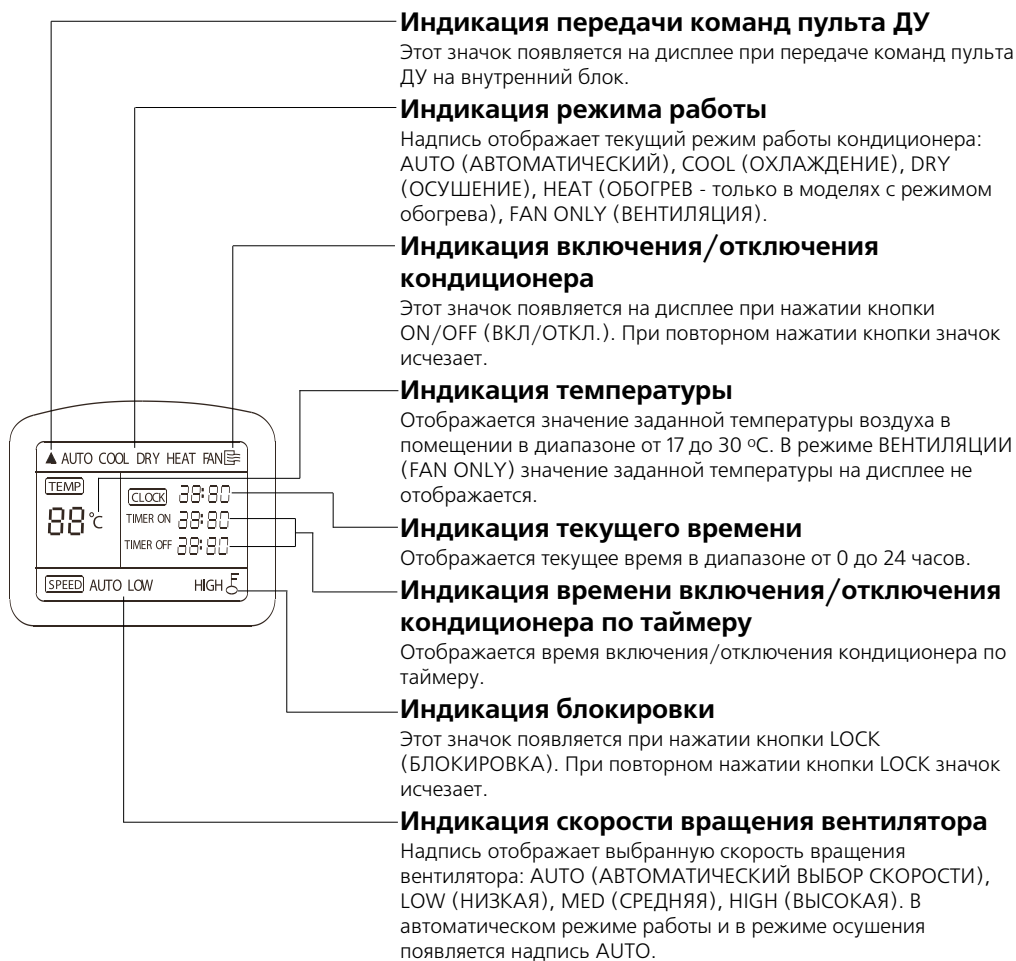 Индикация передачи команд пульта ДУ
Этот значок появляется на дисплее при передаче команд пульта
ДУ на внутренний блок.
Индикация режима работы
Надпись отображает текущий режим работы кондиционера:
AUTO (АВТОМАТИЧЕСКИЙ), COOL (ОХЛАЖДЕНИЕ), DRY
(ОСУШЕНИЕ), HEAT (ОБОГРЕВ - только в моделях с режимом
обогрева), FAN ONLY (ВЕНТИЛЯЦИЯ).
Индикация включения/отключения
кондиционера
Этот значок появляется на дисплее при нажатии кнопки
ON/OFF (ВКЛ/ОТКЛ.). При повторном нажатии кнопки значок
исчезает.
Индикация температуры
Отображается значение заданной температуры воздуха в
помещении в диапазоне от 17 до 30 ºС. В режиме ВЕНТИЛЯЦИИ
(FAN ONLY) значение заданной температуры на дисплее не
отображается.
Индикация текущего времени
Отображается текущее время в диапазоне от 0 до 24 часов.
Индикация времени включения/отключения
кондиционера по таймеру
Отображается время включения/отключения кондиционера по
таймеру.
Индикация блокировки
Этот значок появляется при нажатии кнопки LOCK
(БЛОКИРОВКА). При повторном нажатии кнопки LOCK значок
исчезает.
Индикация скорости вращения вентилятора
Надпись отображает выбранную скорость вращения
вентилятора: AUTO (АВТОМАТИЧЕСКИЙ ВЫБОР СКОРОСТИ),
LOW (НИЗКАЯ), MED (СРЕДНЯЯ), HIGH (ВЫСОКАЯ). В
автоматическом режиме работы и в режиме осушения
появляется надпись AUTO.
AUTO COOL DRY HEAT FAN
TEMP
88°C
CLOCK 28:80
TIMER ON 28:80
TIMER OFF 28:80
SPEED AUTO LOW HIGH